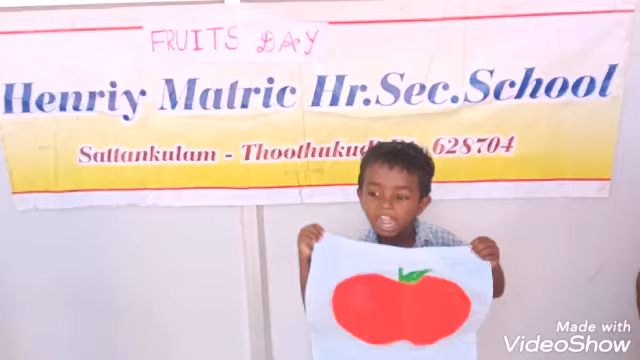 FRUITS DAY
Henriy Matric Hr.Sec.School
Sattankulam - Thoothukudi 628704
Made with
VideoShow